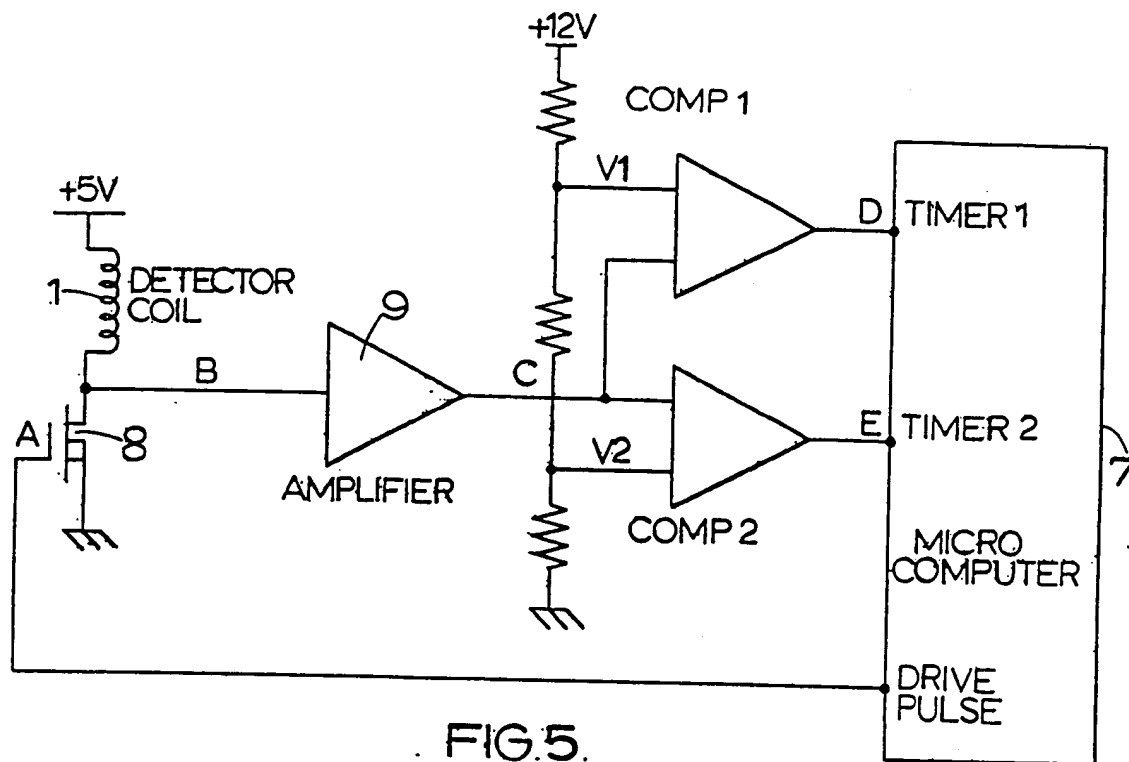 +12V
COMP 1
V1
+5V
D
TIMER 1
1
DETECTOR
COIL
9
B
C
A
8
E
TIMER 2
V2
7
AMPLIFIER
COMP 2
MICRO
COMPUTER
DRIVE
PULSE
FIG.5.